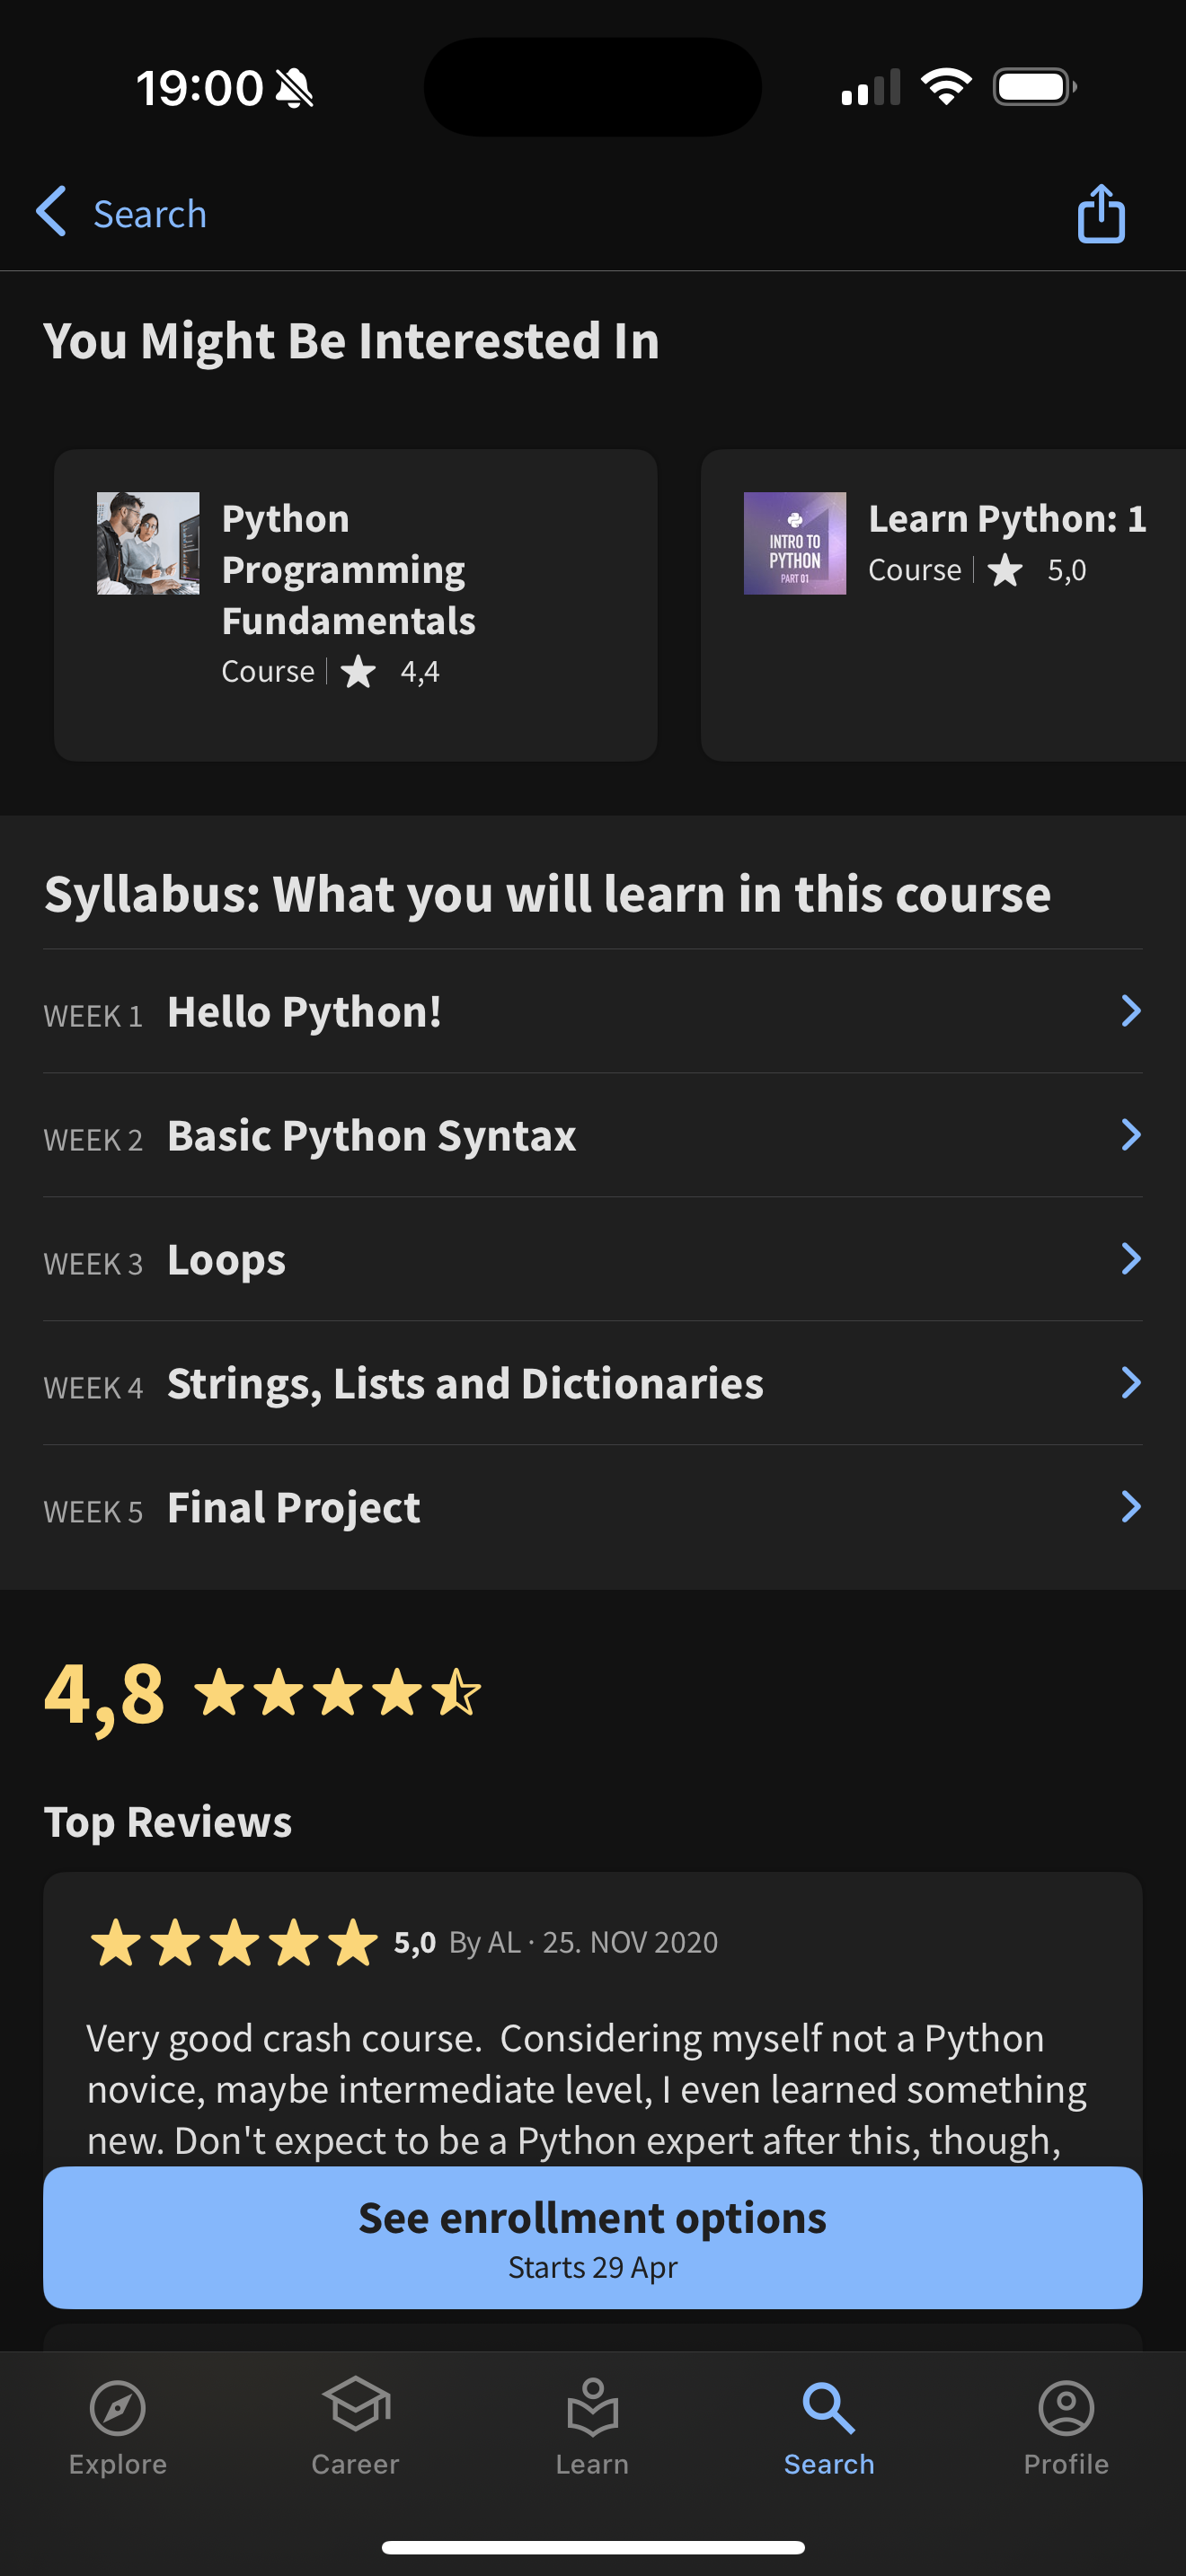 19:00
Search
You Might Be Interested In
Python
Programming
Fundamentals
Course | 4,4
INTRO TO
PYTHON
PART 01
Learn Python: 1
Course | 5,0
Syllabus: What you will learn in this course
WEEK 1 Hello Python!
WEEK 2 Basic Python Syntax
WEEK 3 Loops
WEEK 4 Strings, Lists and Dictionaries
WEEK 5 Final Project
4,8
Top Reviews
5,0 By AL · 25. NOV 2020
Very good crash course.  Considering myself not a Python
novice, maybe intermediate level, I even learned something
new. Don't expect to be a Python expert after this, though,
See enrollment options
Starts 29 Apr
Explore
Career
Learn
Search
Profile